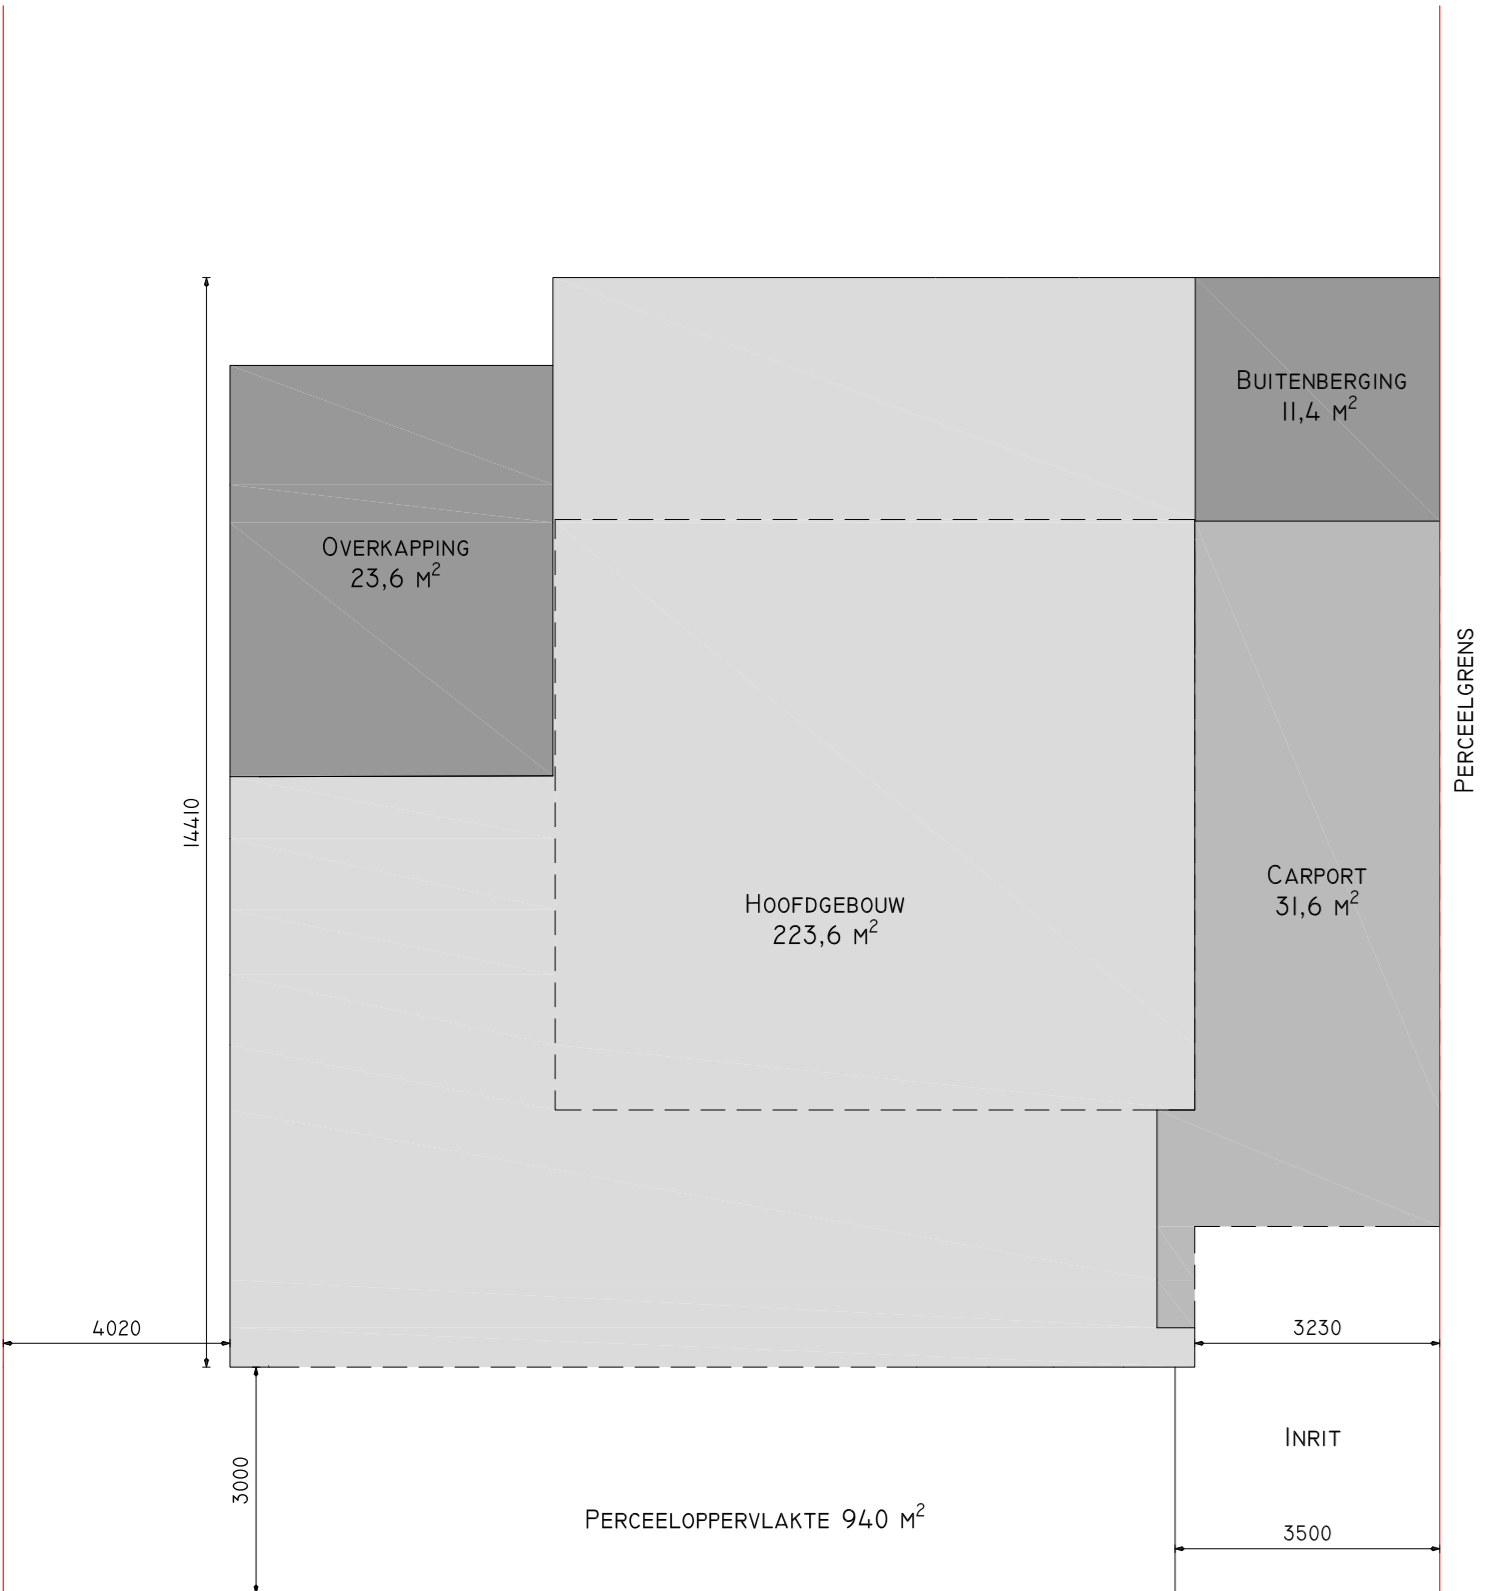 Buitenberging
11,4 m²
Overkapping
23,6 m²
Perceelgrens
14410
Carport
31,6 m²
Hoofdgebouw
223,6 m²
4020
3230
Inrit
3000
Perceeloppervlakte 940 m²
3500